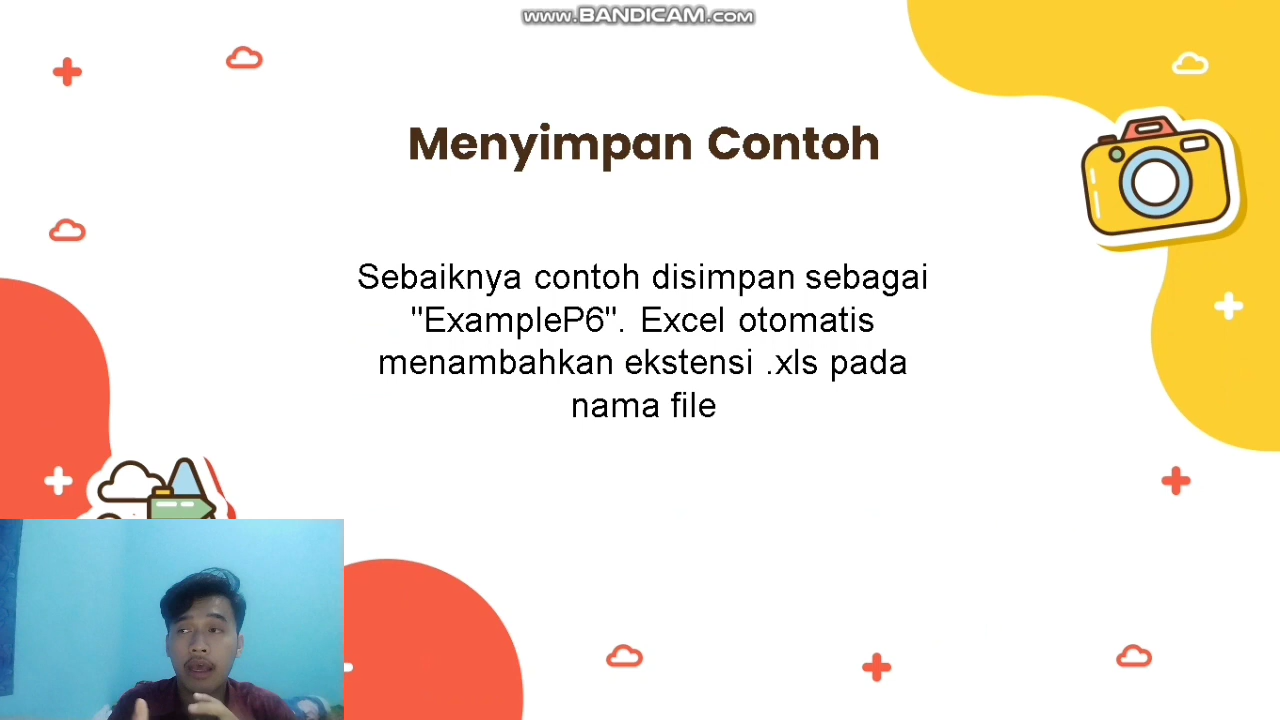 www.BANDICAM.com
Menyimpan Contoh
Sebaiknya contoh disimpan sebagai
"ExampleP6". Excel otomatis
menambahkan ekstensi .xls pada
nama file